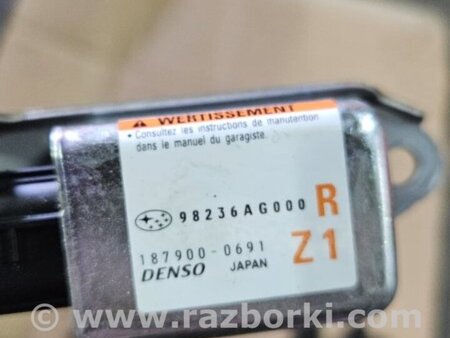 ⚠ WERTISSEMENT
• Consultez les instructions de manutention
dans le manuel du garagiste.
98236AG000 R
187900-0691
DENSO JAPAN Z1
© www.razborki.com